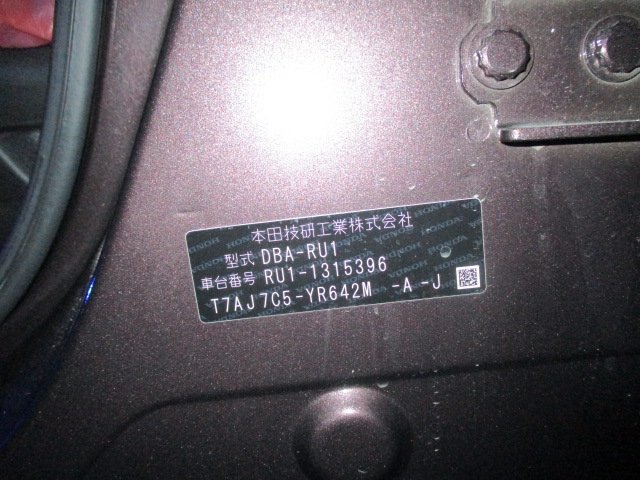 本田技研工業株式会社
型式 DBA-RU1
車台番号 RU1-1315396
T7AJ7C5-YR642M -A -J